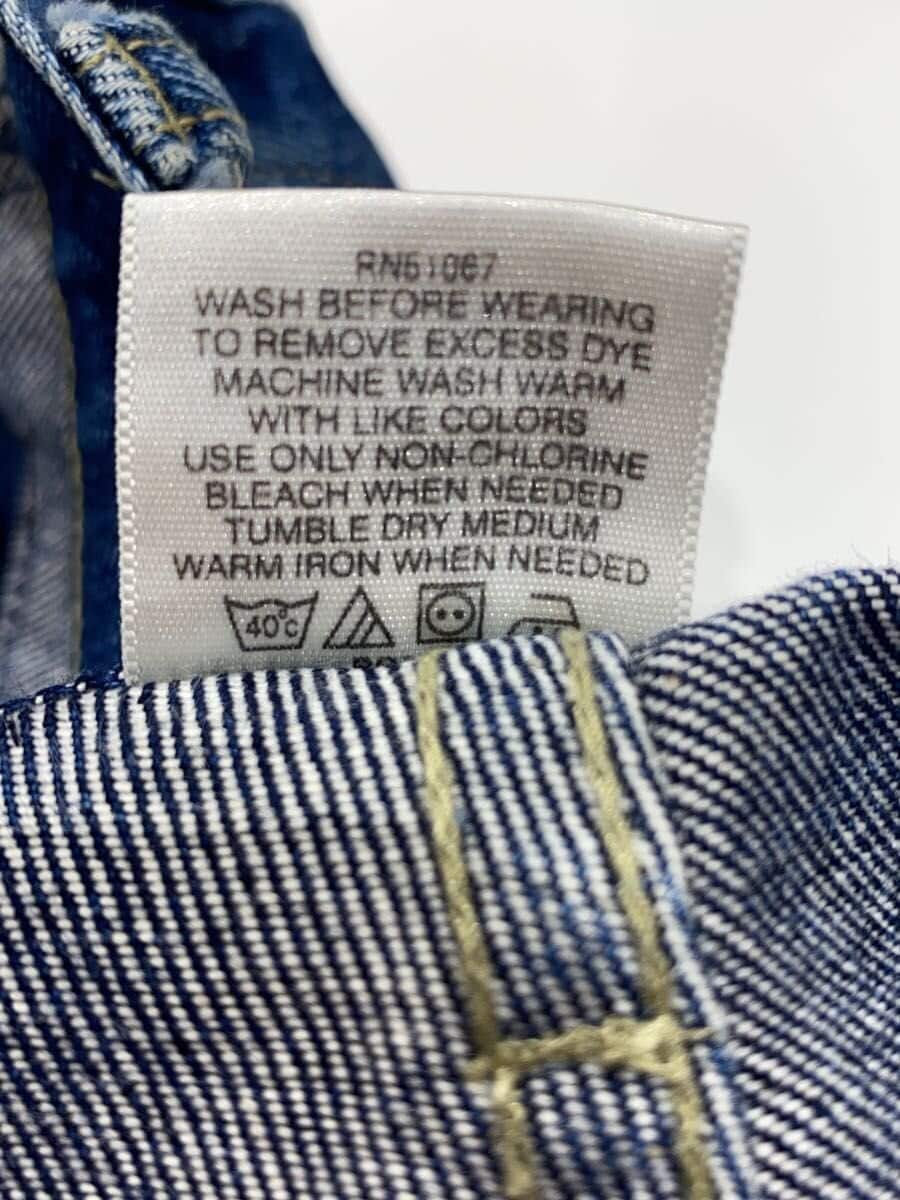 RN51067
WASH BEFORE WEARING
TO REMOVE EXCESS DYE
MACHINE WASH WARM
WITH LIKE COLORS
USE ONLY NON-CHLORINE
BLEACH WHEN NEEDED
TUMBLE DRY MEDIUM
WARM IRON WHEN NEEDED
40°C